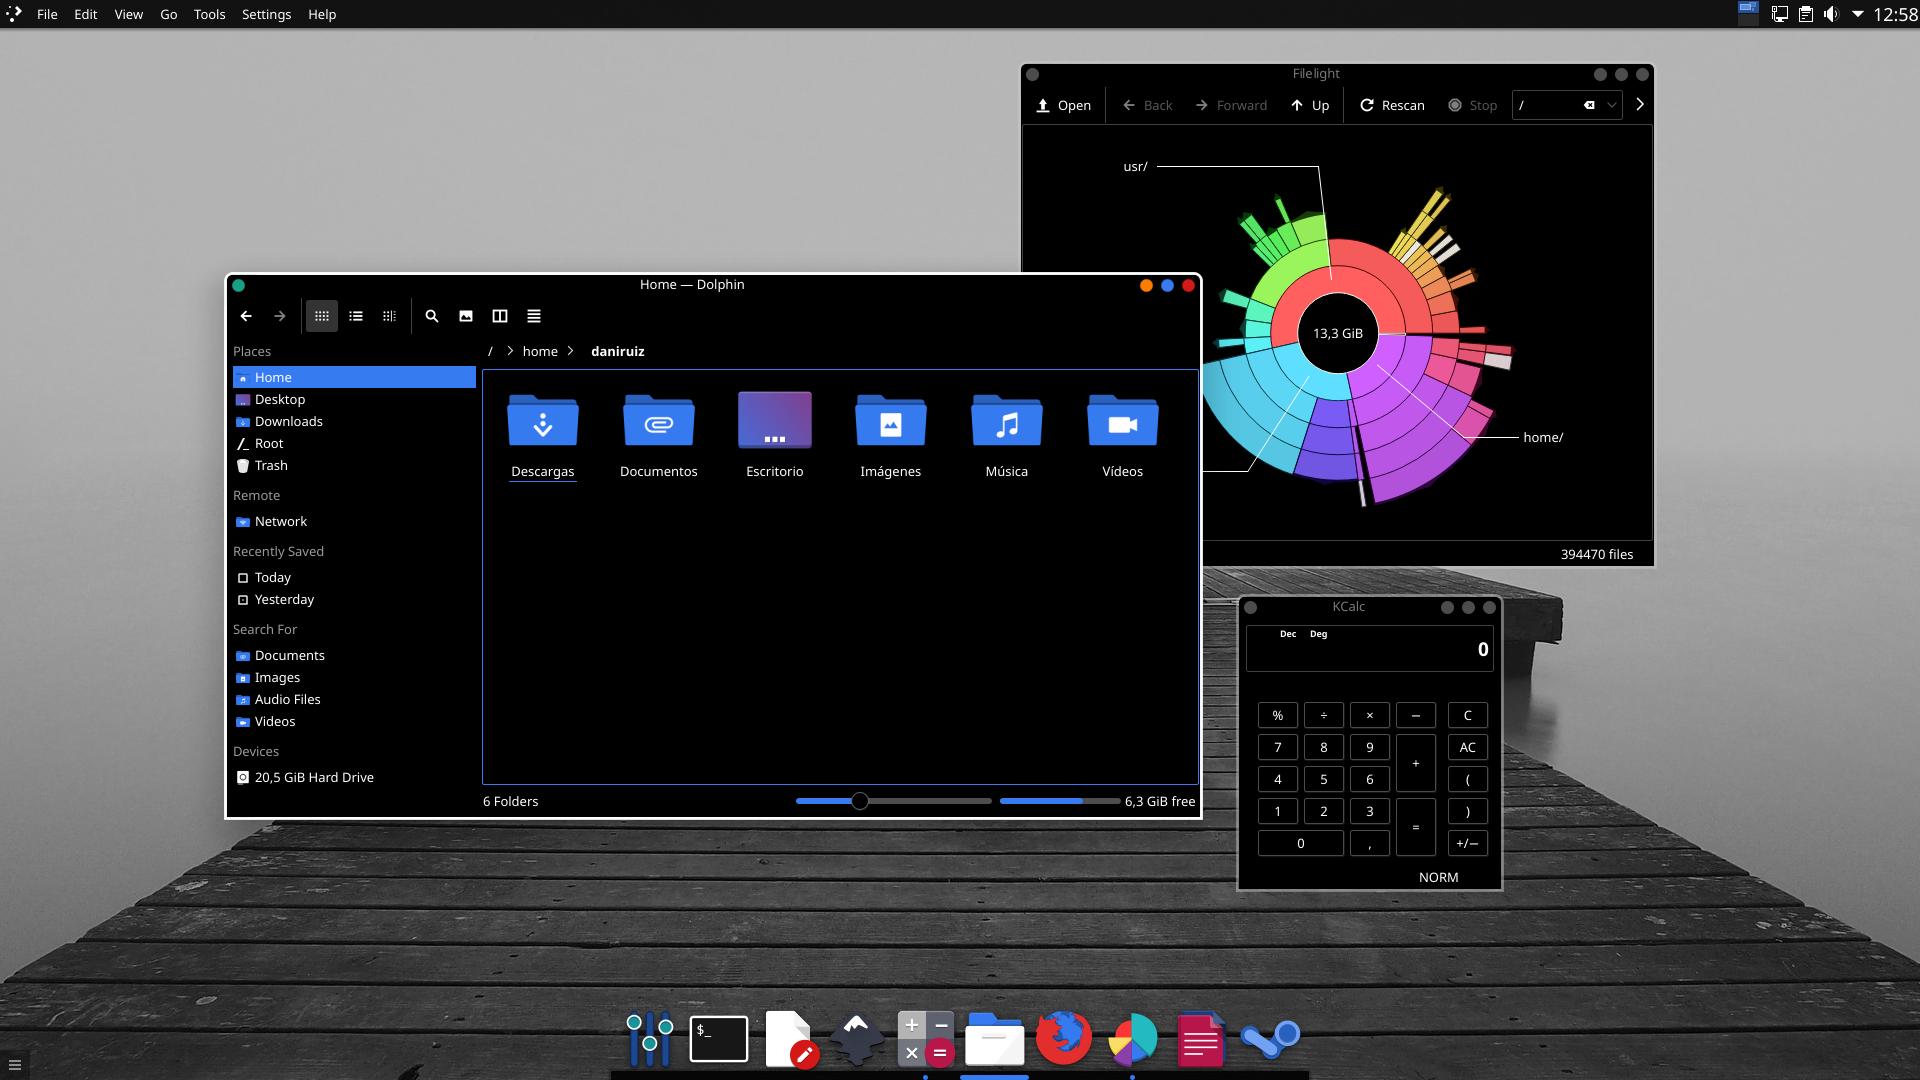 File Edit View Go Tools Settings Help 12:58
Filelight
Open Back Forward Up Rescan Stop /
usr/
13,3 GiB
home/
394470 files
Home — Dolphin
/ home daniruiz
Places
Home
Desktop
Downloads
Root
Trash
Remote
Network
Recently Saved
Today
Yesterday
Search For
Documents
Images
Audio Files
Videos
Devices
20,5 GiB Hard Drive
Descargas Documentos Escritorio Imágenes Música Vídeos
6 Folders 6,3 GiB free
KCalc
Dec Deg
0
% ÷ × − C
7 8 9 + AC
4 5 6 (
1 2 3 = )
0 , +/−
NORM
$_
+ −
× =